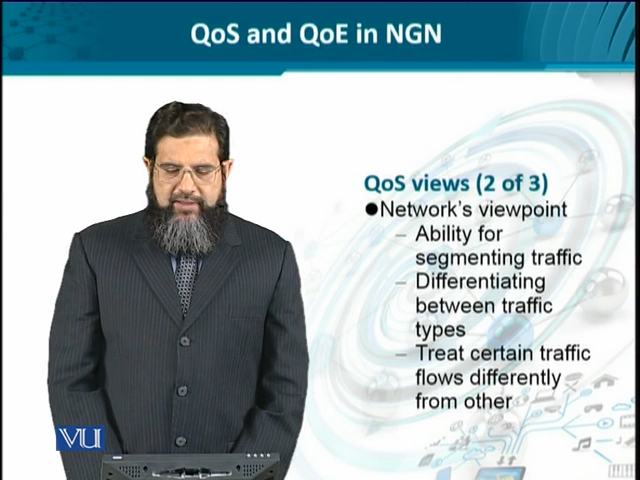 QoS and QoE in NGN
QoS views (2 of 3)
●Network's viewpoint
– Ability for
segmenting traffic
– Differentiating
between traffic
types
– Treat certain traffic
flows differently
from other
VU